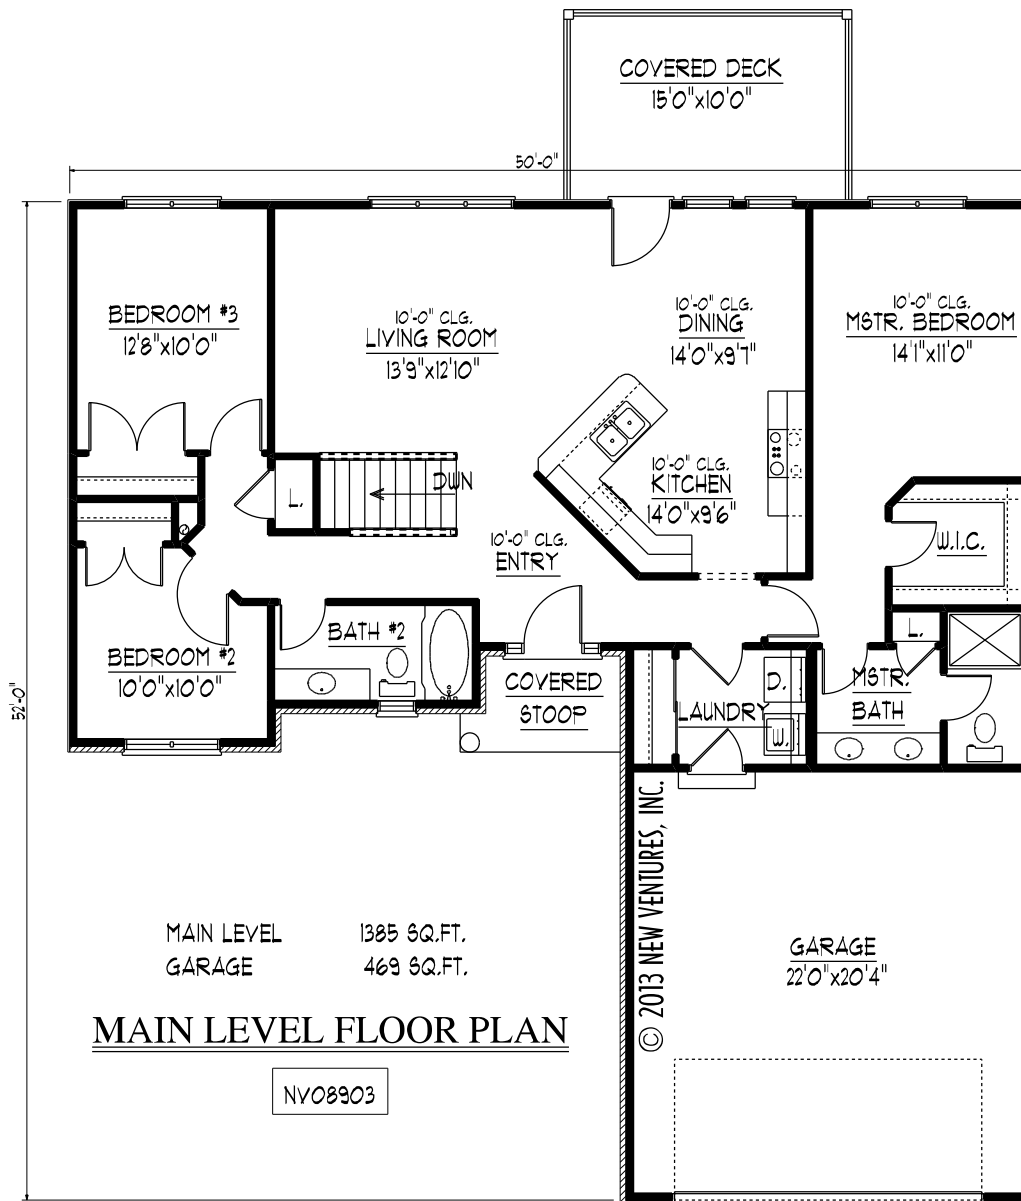 COVERED DECK
15'0"x10'0"
50'-0"
BEDROOM #3
12'8"x10'0"
10'-0" CLG.
LIVING ROOM
13'9"x12'10"
10'-0" CLG.
DINING
14'0"x9'7"
10'-0" CLG.
MSTR. BEDROOM
14'1"x11'0"
10'-0" CLG.
KITCHEN
14'0"x9'6"
DWN
L.
10'-0" CLG.
ENTRY
W.I.C.
L.
BATH #2
BEDROOM #2
10'0"x10'0"
COVERED
STOOP
D.
LAUNDRY
W.
MSTR.
BATH
52'-0"
© 2013 NEW VENTURES, INC.
MAIN LEVEL 1385 SQ.FT.
GARAGE 469 SQ.FT.
GARAGE
22'0"x20'4"
MAIN LEVEL FLOOR PLAN
NV08903